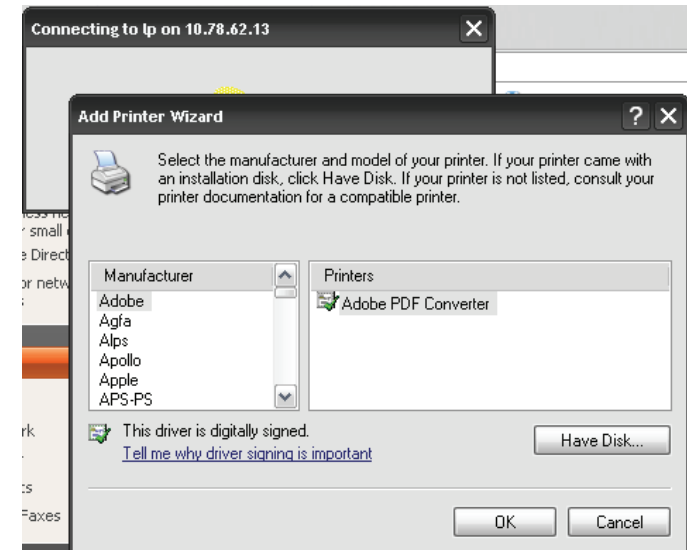 Connecting to lp on 10.78.62.13
Add Printer Wizard
Select the manufacturer and model of your printer. If your printer came with
an installation disk, click Have Disk. If your printer is not listed, consult your
printer documentation for a compatible printer.
small
Direct
netw
Manufacturer
Printers
Adobe
Agfa
Alps
Apollo
Apple
APS-PS
Adobe PDF Converter
This driver is digitally signed.
Tell me why driver signing is important
Have Disk...
rk
ts
Faxes
OK
Cancel